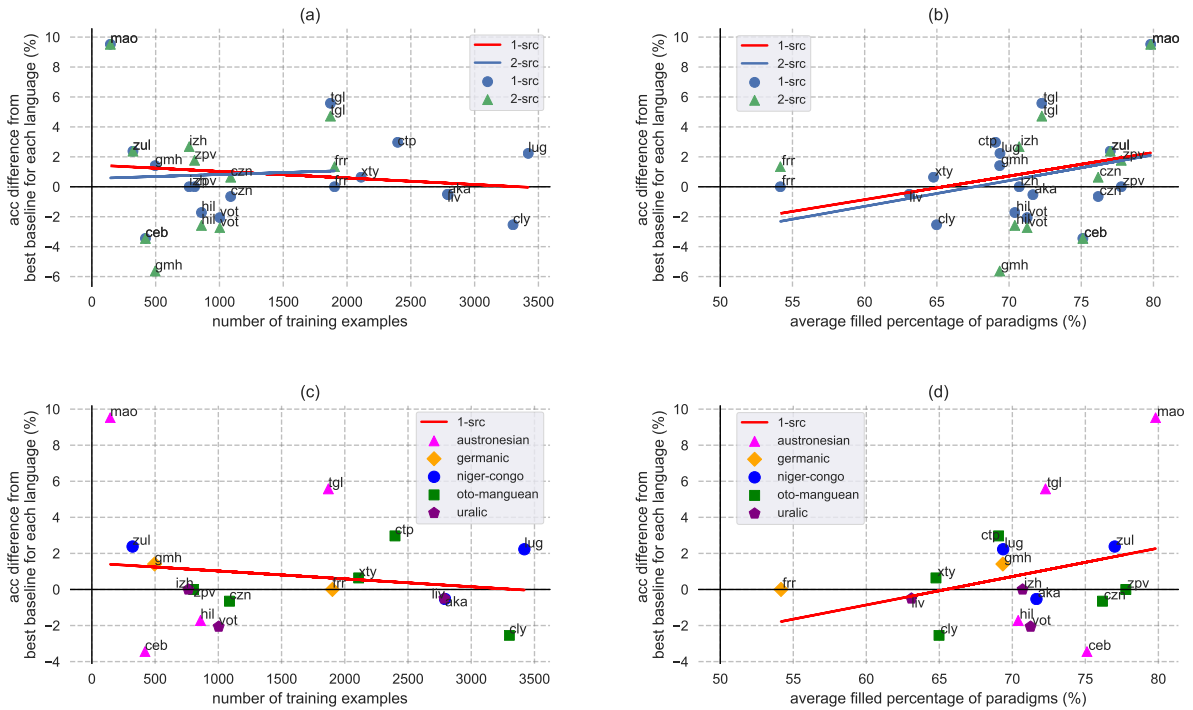 (a)
acc difference from
best baseline for each language (%)
10
8
6
4
2
0
−2
−4
−6
mao
zul
gmh
izh
zpv
izh
zpv
czn
czn
hil
hil
vot
vot
ceb
gmh
tgl
tgl
frr
frr
xty
ctp
aka
liv
lug
cly
1-src
2-src
1-src
2-src
0
500
1000
1500
2000
2500
3000
3500
number of training examples
(b)
acc difference from
best baseline for each language (%)
10
8
6
4
2
0
−2
−4
−6
1-src
2-src
1-src
2-src
mao
tgl
tgl
ctp
lug
izh
gmh
zul
zpv
frr
frr
xty
czn
liv
izh
aka
zpv
czn
hil
vot
hil
vot
cly
ceb
gmh
50
55
60
65
70
75
80
average filled percentage of paradigms (%)
(c)
acc difference from
best baseline for each language (%)
10
8
6
4
2
0
−2
−4
1-src
austronesian
germanic
niger-congo
oto-manguean
uralic
mao
tgl
ctp
zul
lug
gmh
xty
izh
zpv
frr
czn
liv
aka
hil
vot
cly
ceb
0
500
1000
1500
2000
2500
3000
3500
number of training examples
(d)
acc difference from
best baseline for each language (%)
10
8
6
4
2
0
−2
−4
1-src
austronesian
germanic
niger-congo
oto-manguean
uralic
mao
tgl
ctp
lug
zul
gmh
xty
frr
izh
zpv
liv
aka
czn
hil
vot
cly
ceb
50
55
60
65
70
75
80
average filled percentage of paradigms (%)